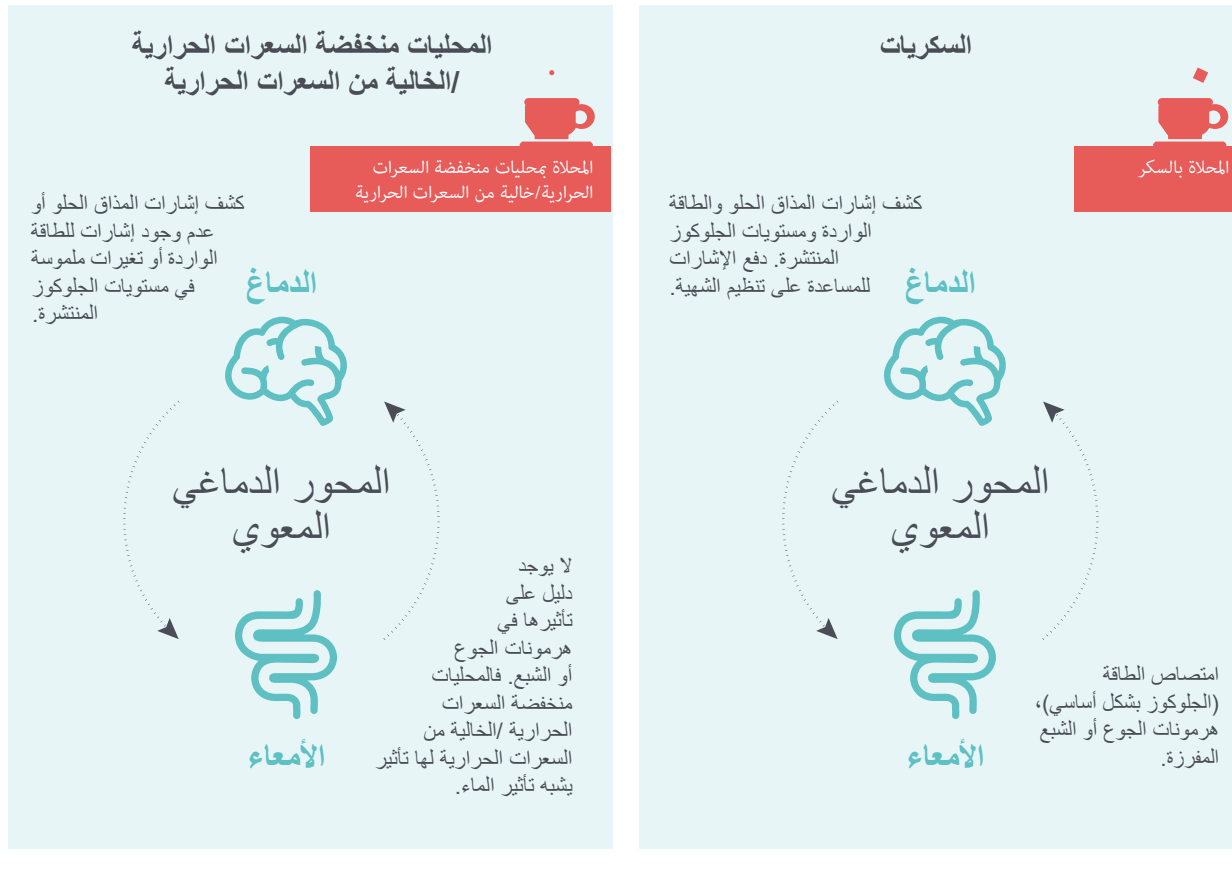 السكريات
المحلاة بالسكر
كشف إشارات المذاق الحلو والطاقة
الواردة ومستويات الجلوكوز
المنتشرة. دفع الإشارات
للمساعدة على تنظيم الشهية.
الدماغ
المحور الدماغي
المعوي
امتصاص الطاقة
(الجلوكوز بشكل أساسي)،
هرمونات الجوع أو الشبع
المفرزة.
الأمعاء
المحليات منخفضة السعرات الحرارية
/الخالية من السعرات الحرارية
المحلاة بمحليات منخفضة السعرات
الحرارية/خالية من السعرات الحرارية
كشف إشارات المذاق الحلو أو
عدم وجود إشارات للطاقة
الواردة أو تغيرات ملموسة
في مستويات الجلوكوز
المنتشرة.
الدماغ
المحور الدماغي
المعوي
لا يوجد
دليل على
تأثيرها في
هرمونات الجوع
أو الشبع. فالمحليات
منخفضة السعرات
الحرارية /الخالية من
السعرات الحرارية لها تأثير
يشبه تأثير الماء.
الأمعاء